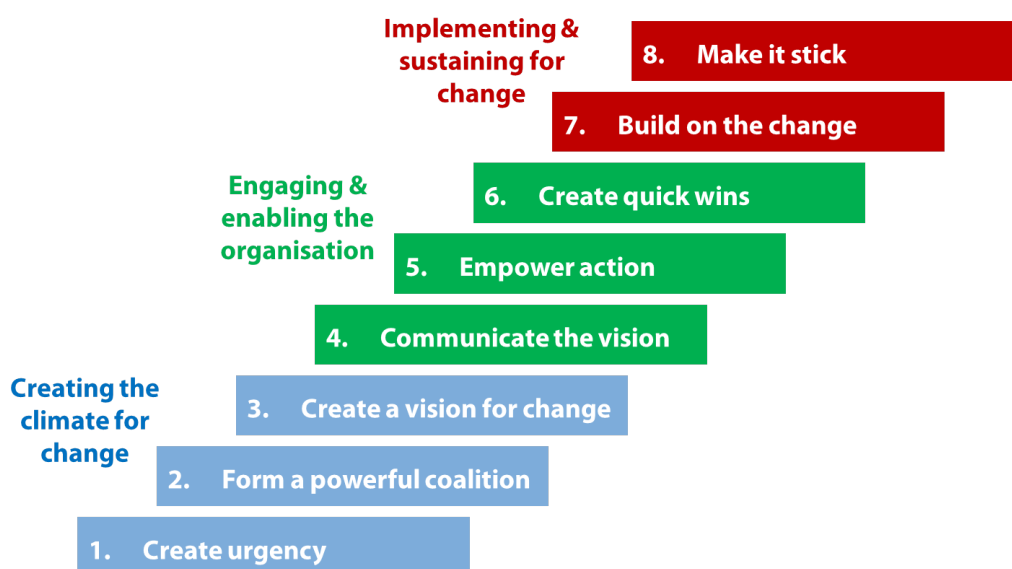 Implementing &
sustaining for
change
8. Make it stick
7. Build on the change
Engaging &
enabling the
organisation
6. Create quick wins
5. Empower action
4. Communicate the vision
Creating the
climate for
change
3. Create a vision for change
2. Form a powerful coalition
1. Create urgency